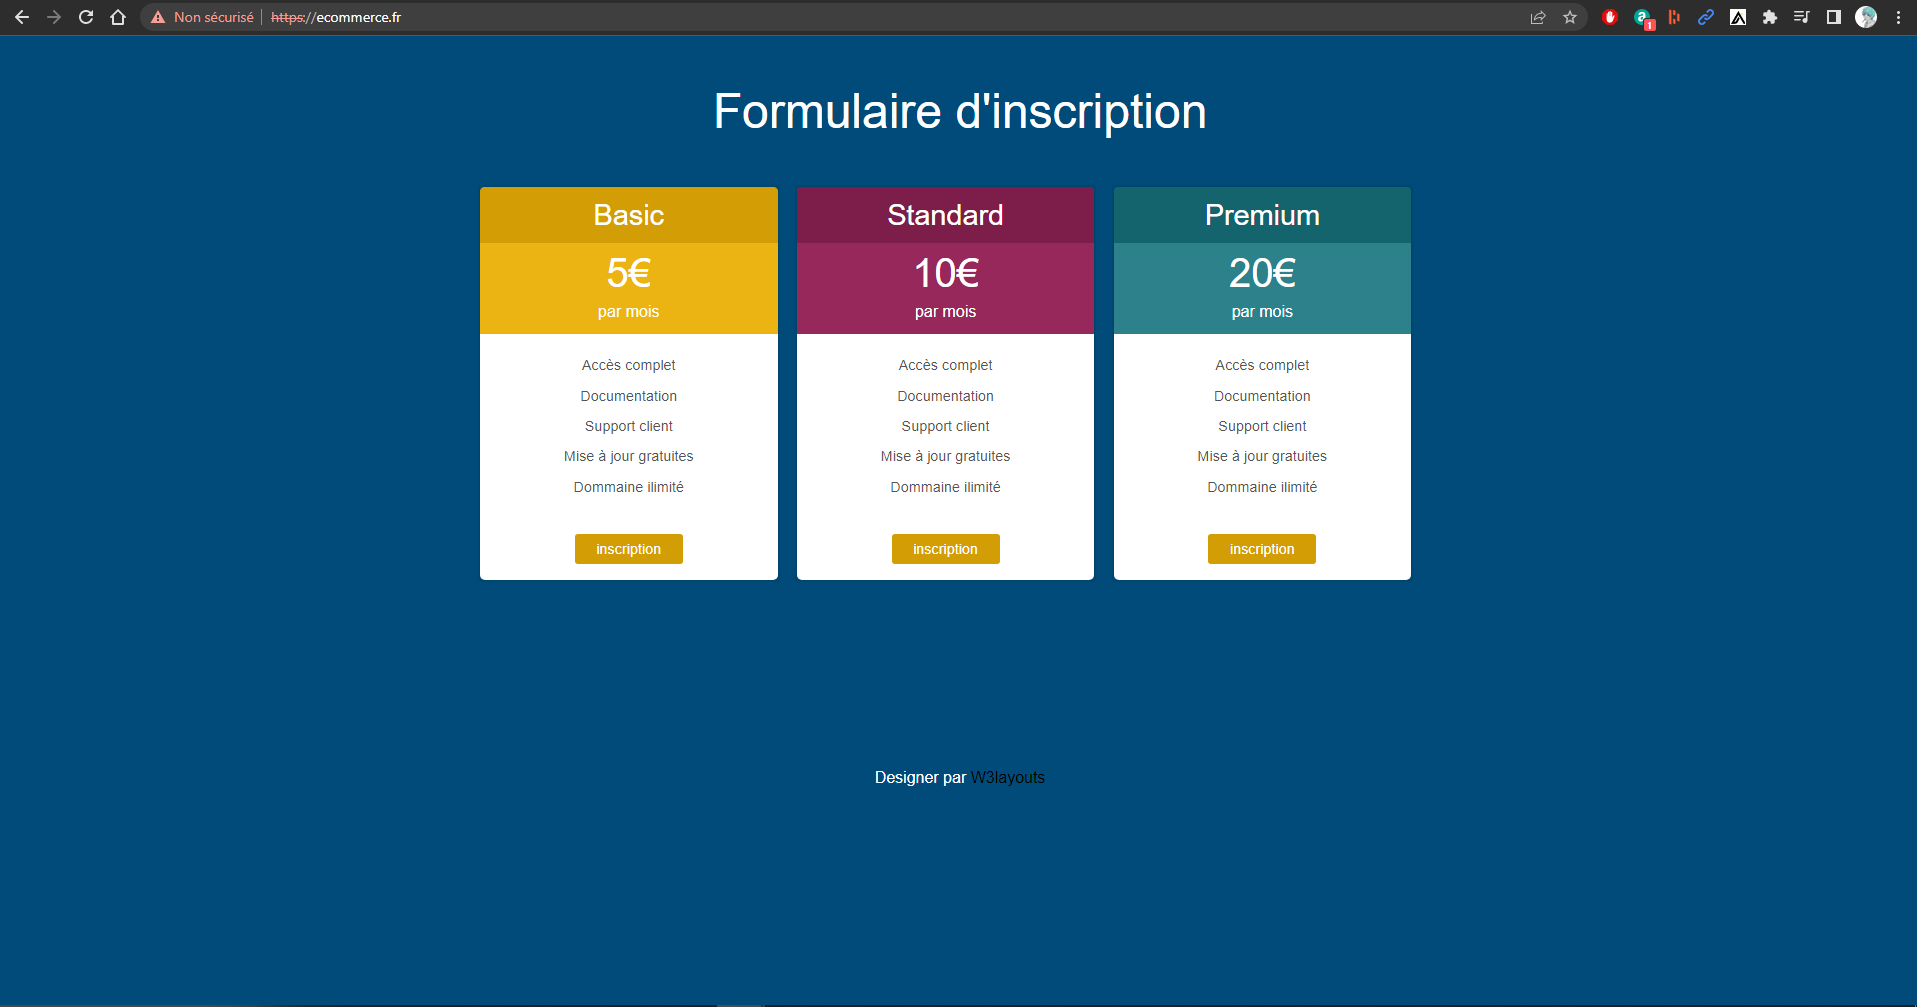 Non sécurisé
https://ecommerce.fr
1
Formulaire d'inscription
Basic
5€
par mois
Accès complet
Documentation
Support client
Mise à jour gratuites
Dommaine ilimité
inscription
Standard
10€
par mois
Accès complet
Documentation
Support client
Mise à jour gratuites
Dommaine ilimité
inscription
Premium
20€
par mois
Accès complet
Documentation
Support client
Mise à jour gratuites
Dommaine ilimité
inscription
Designer par W3layouts